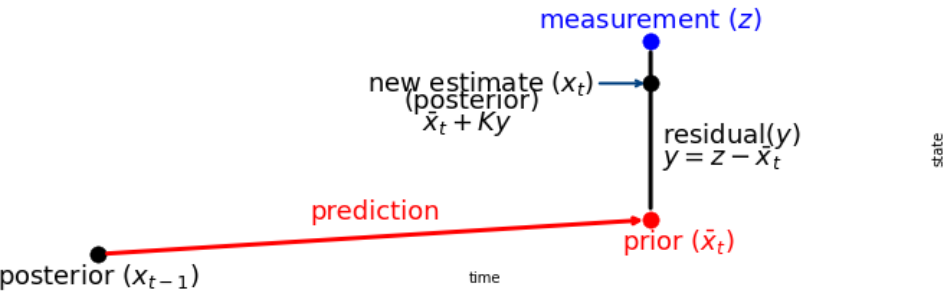 measurement (z)
new estimate (xₜ)
(posterior)
x̄ₜ + Ky
residual(y)
y = z − x̄ₜ
prediction
prior (x̄ₜ)
posterior (xₜ₋₁)
time
state